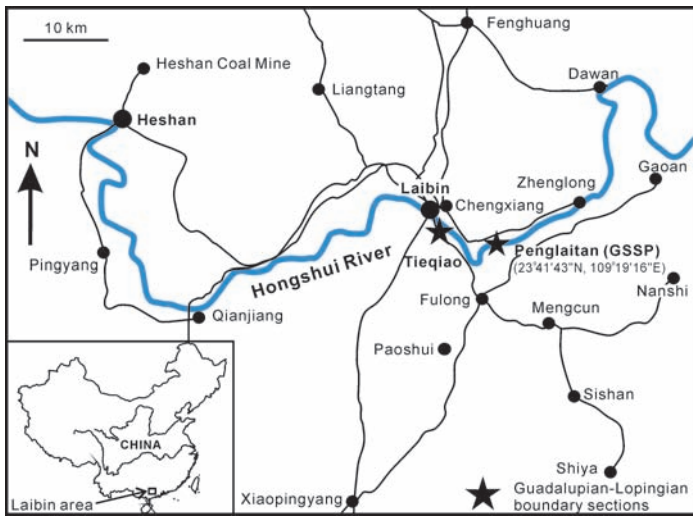 10 km
Fenghuang
Heshan Coal Mine
Dawan
Liangtang
Heshan
N
Gaoan
Laibin
Zhenglong
Chengxiang
Penglaitan (GSSP)
(23°41'43"N, 109°19'16"E)
Tieqiao
Hongshui River
Pingyang
Nanshi
Fulong
Mengcun
Qianjiang
Paoshui
Sishan
CHINA
Shiya
Laibin area
Xiaopingyang
Guadalupian-Lopingian
boundary sections